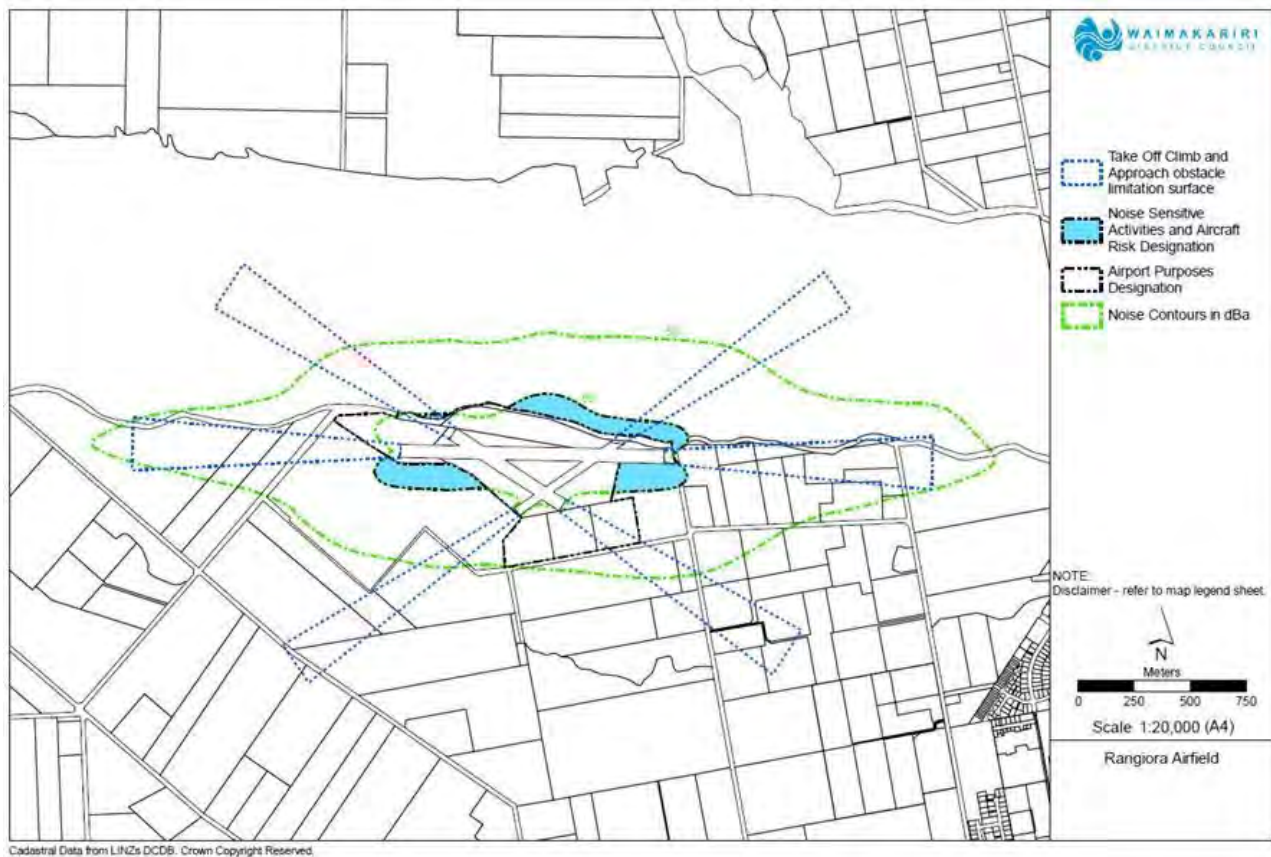 WAIMAKARIRI
DISTRICT COUNCIL
Take Off Climb and
Approach obstacle
limitation surface
Noise Sensitive
Activities and Aircraft
Risk Designation
Airport Purposes
Designation
Noise Contours in dBa
NOTE:
Disclaimer - refer to map legend sheet.
N
Meters
0 250 500 750
Scale 1:20,000 (A4)
Rangiora Airfield
Cadastral Data from LINZs DCDB. Crown Copyright Reserved.